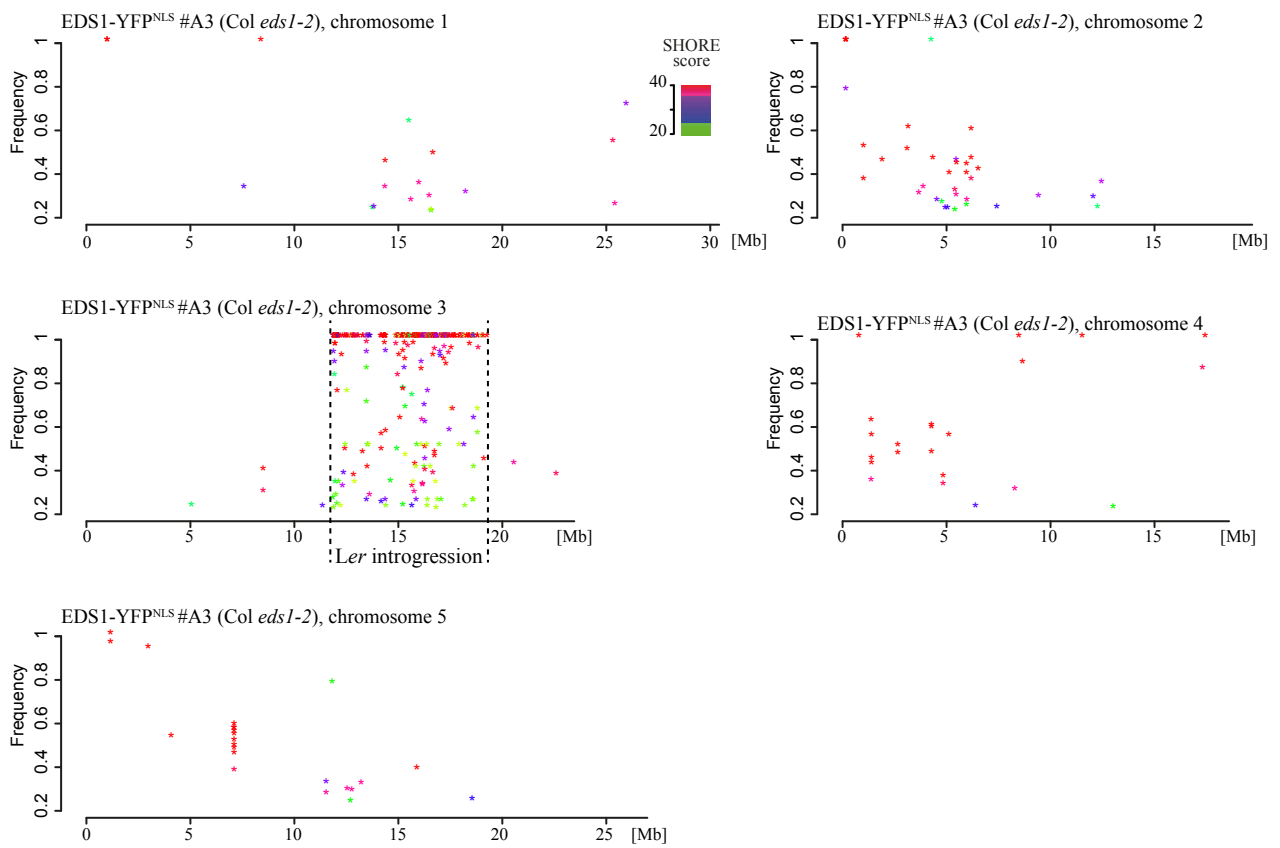 EDS1-YFPNLS #A3 (Col eds1-2), chromosome 1
Frequency
1
0.8
0.6
0.4
0.2
0 5 10 15 20 25 30 [Mb]
SHORE
score
40
20
EDS1-YFPNLS #A3 (Col eds1-2), chromosome 2
Frequency
1
0.8
0.6
0.4
0.2
0 5 10 15 [Mb]
EDS1-YFPNLS #A3 (Col eds1-2), chromosome 3
Frequency
1
0.8
0.6
0.4
0.2
0 5 10 15 20 [Mb]
Ler introgression
EDS1-YFPNLS #A3 (Col eds1-2), chromosome 4
Frequency
1
0.8
0.6
0.4
0.2
0 5 10 15 [Mb]
EDS1-YFPNLS #A3 (Col eds1-2), chromosome 5
Frequency
1
0.8
0.6
0.4
0.2
0 5 10 15 20 25 [Mb]